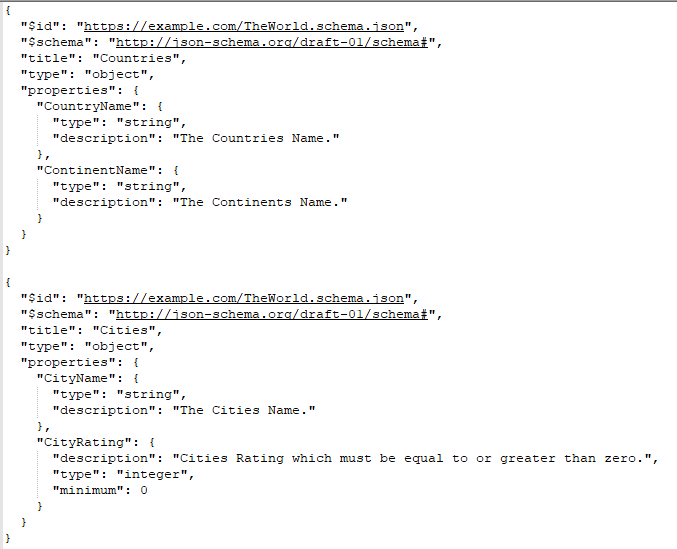 {
  "$id": "https://example.com/TheWorld.schema.json",
  "$schema": "http://json-schema.org/draft-01/schema#",
  "title": "Countries",
  "type": "object",
  "properties": {
    "CountryName": {
      "type": "string",
      "description": "The Countries Name."
    },
    "ContinentName": {
      "type": "string",
      "description": "The Continents Name."
    }
  }
}

{
  "$id": "https://example.com/TheWorld.schema.json",
  "$schema": "http://json-schema.org/draft-01/schema#",
  "title": "Cities",
  "type": "object",
  "properties": {
    "CityName": {
      "type": "string",
      "description": "The Cities Name."
    },
    "CityRating": {
      "description": "Cities Rating which must be equal to or greater than zero.",
      "type": "integer",
      "minimum": 0
    }
  }
}